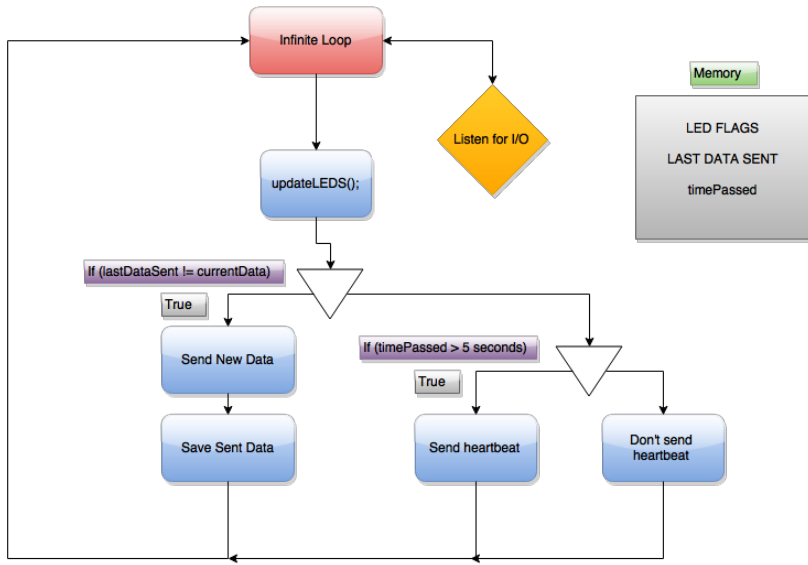 Infinite Loop
Memory
Listen for I/O
LED FLAGS
LAST DATA SENT
timePassed
updateLEDS();
If (lastDataSent != currentData)
True
Send New Data
If (timePassed > 5 seconds)
True
Save Sent Data
Send heartbeat
Don't send
heartbeat